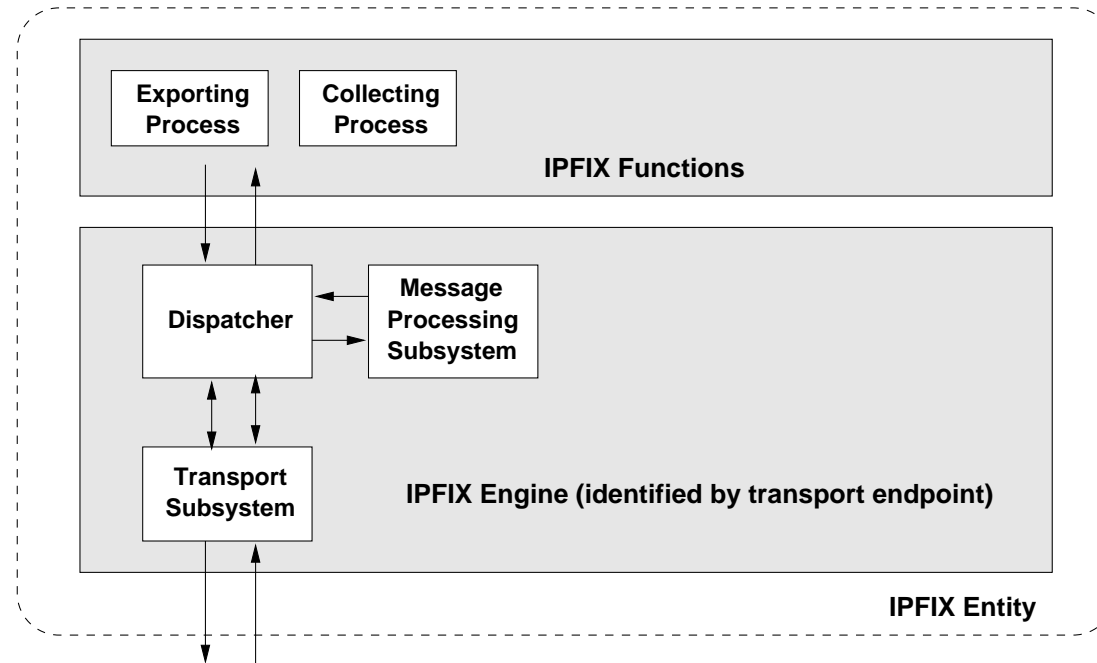 Exporting
Process
Collecting
Process
IPFIX Functions
Dispatcher
Message
Processing
Subsystem
Transport
Subsystem
IPFIX Engine (identified by transport endpoint)
IPFIX Entity